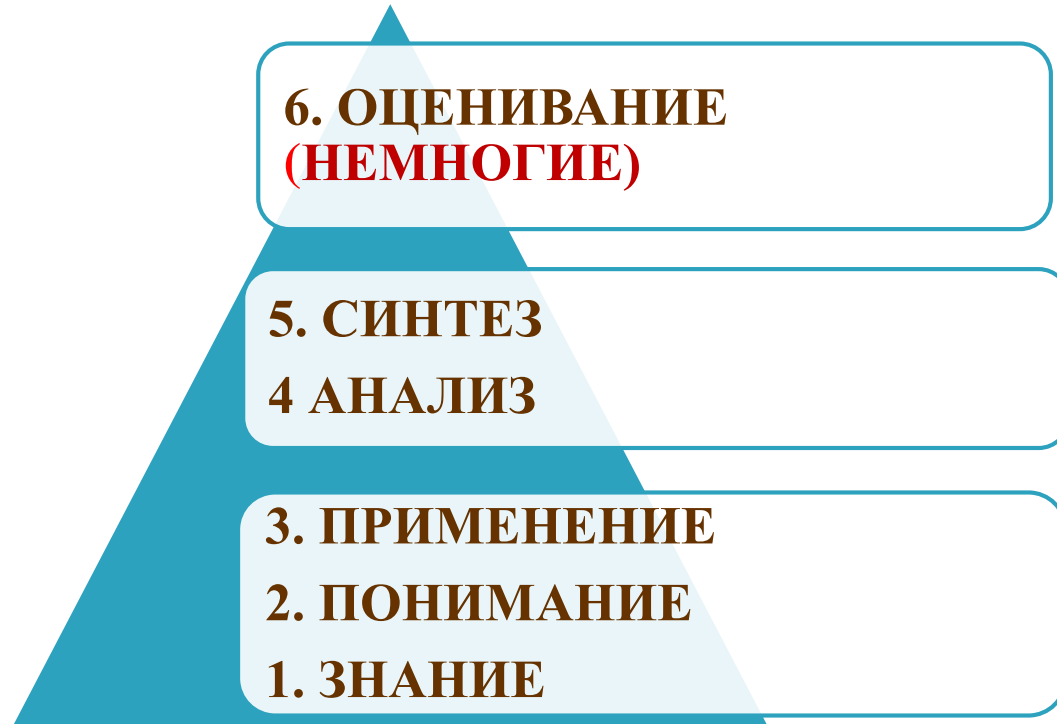 6. ОЦЕНИВАНИЕ
(НЕМНОГИЕ)
5. СИНТЕЗ
4 АНАЛИЗ
3. ПРИМЕНЕНИЕ
2. ПОНИМАНИЕ
1. ЗНАНИЕ